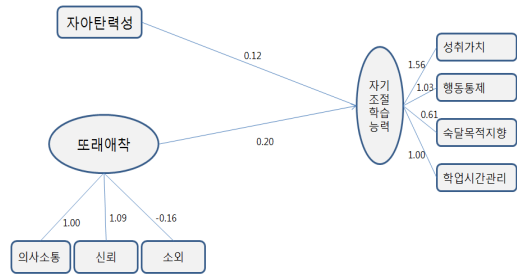 자아탄력성
0.12
성취가치
1.56
자기
조절
학습
능력
행동통제
1.03
0.61
숙달목적지향
또래애착
0.20
1.00
학업시간관리
1.00
1.09
-0.16
의사소통
신뢰
소외